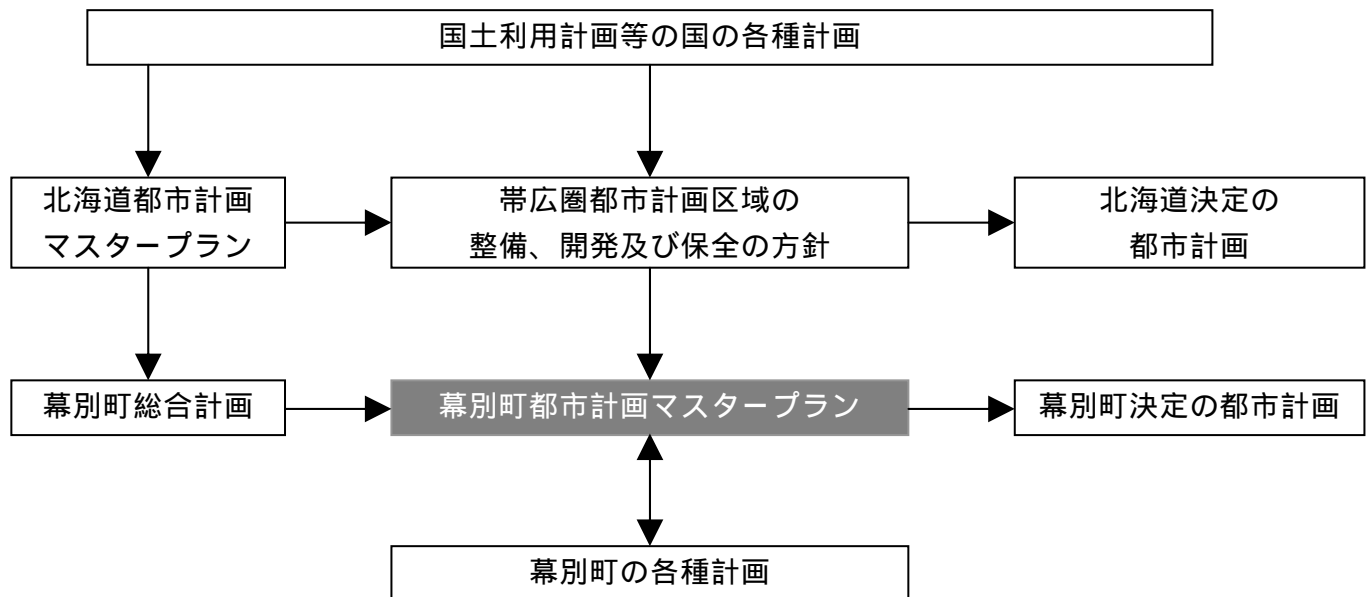 国土利用計画等の国の各種計画
北海道都市計画
マスタープラン
帯広圏都市計画区域の
整備、開発及び保全の方針
北海道決定の
都市計画
幕別町総合計画
幕別町都市計画マスタープラン
幕別町決定の都市計画
幕別町の各種計画